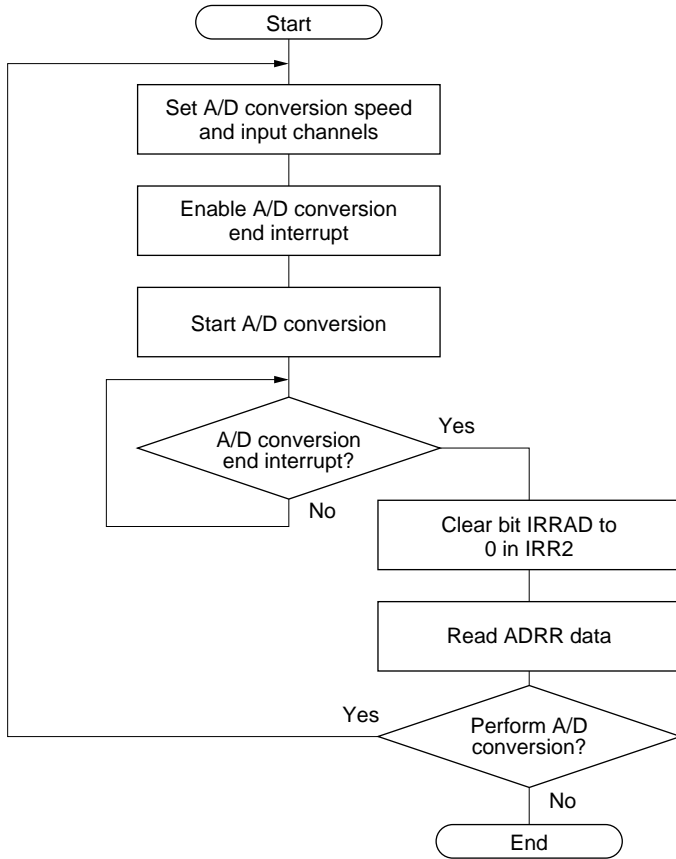 Start
Set A/D conversion speed
and input channels
Enable A/D conversion
end interrupt
Start A/D conversion
A/D conversion
end interrupt?
Yes
No
Clear bit IRRAD to
0 in IRR2
Read ADRR data
Yes
Perform A/D
conversion?
No
End